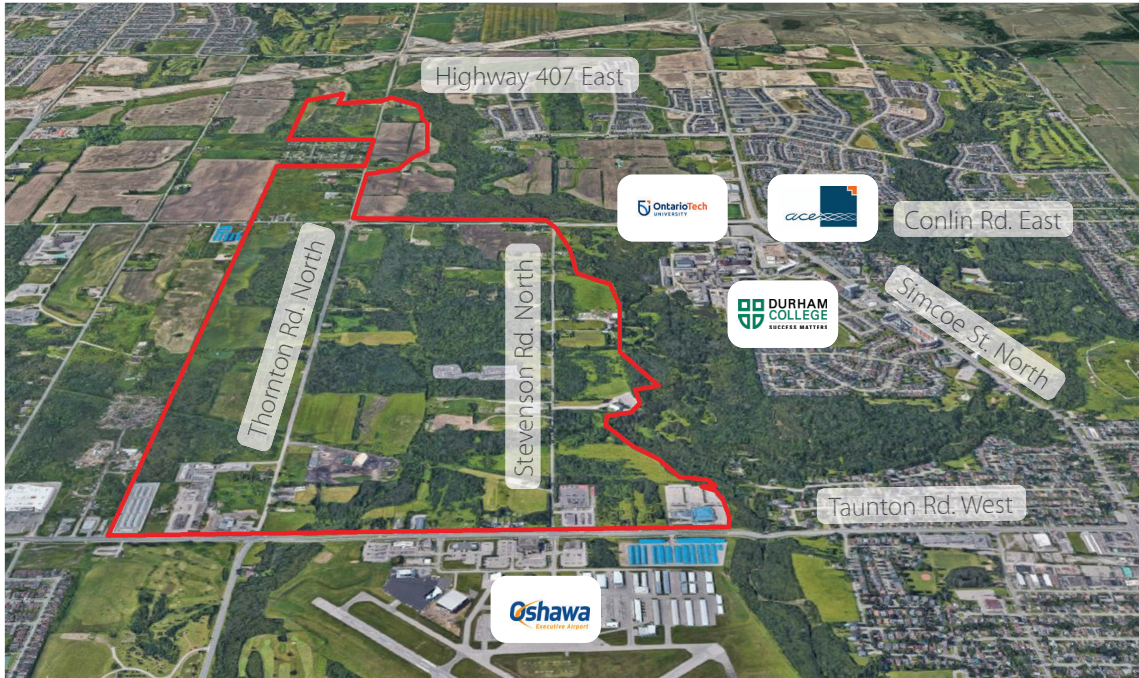 Highway 407 East
OntarioTech
UNIVERSITY
ace
Conlin Rd. East
Thornton Rd. North
Stevenson Rd. North
DURHAM
COLLEGE
SUCCESS MATTERS
Simcoe St. North
Taunton Rd. West
Oshawa
Executive Airport